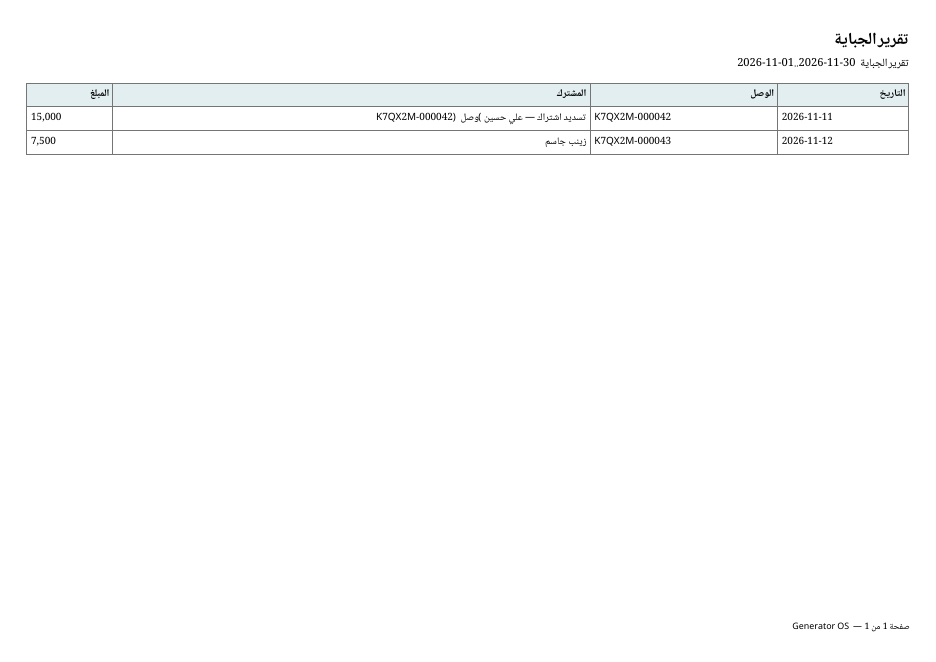 تقرير الجباية
تقرير الجباية 2026-11-01..2026-11-30
التاريخ الوصل المشترك المبلغ
2026-11-11 K7QX2M-000042 تسديد اشتراك — علي حسين (وصل K7QX2M-000042) 15,000
2026-11-12 K7QX2M-000043 زينب جاسم 7,500
صفحة 1 من 1 — Generator OS